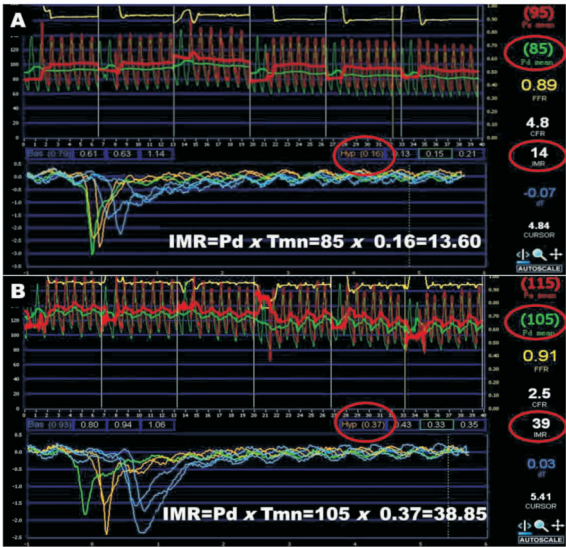 A
(95)
Pa mean
(85)
Pd mean
0.89
FFR
4.8
CFR
14
IMR
-0.07
dT
4.84
CURSOR
AUTOSCALE
Bas (0.79) 0.61 0.63 1.14 Hyp (0.16) 0.13 0.15 0.21
IMR=Pd x Tmn=85 x 0.16=13.60
B
(115)
Pa mean
(105)
Pd mean
0.91
FFR
2.5
CFR
39
IMR
0.03
dT
5.41
CURSOR
AUTOSCALE
Bas (0.93) 0.80 0.94 1.06 Hyp (0.37) 0.43 0.33 0.35
IMR=Pd x Tmn=105 x 0.37=38.85